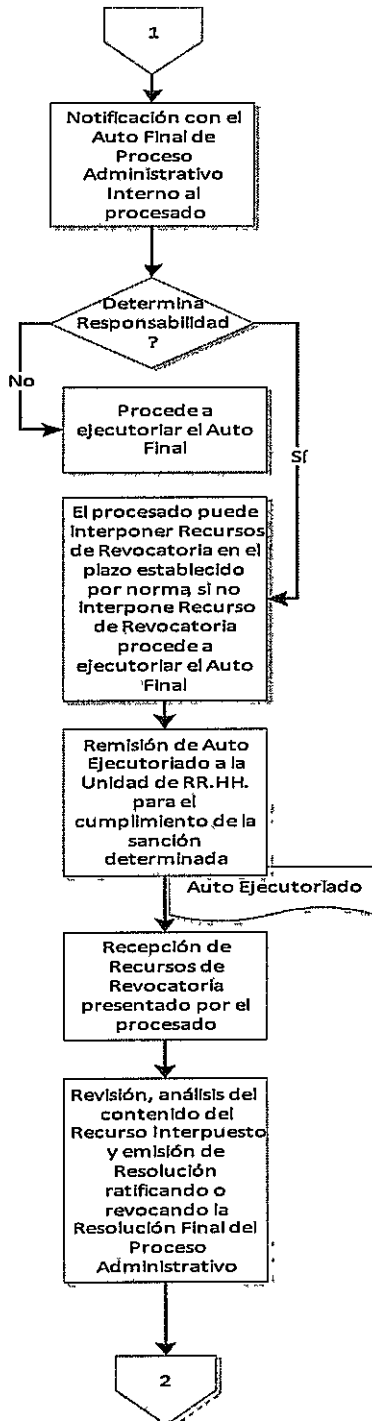 1
Notificación con el
Auto Final de
Proceso
Administrativo
Interno al
procesado
Determina
Responsabilidad
?
No
Sí
Procede a
ejecutoriar el Auto
Final
El procesado puede
interponer Recursos
de Revocatoria en el
plazo establecido
por norma, si no
interpone Recurso
de Revocatoria
procede a
ejecutoriar el Auto
Final
Remisión de Auto
Ejecutoriado a la
Unidad de RR.HH.
para el
cumplimiento de la
sanción
determinada
Auto Ejecutoriado
Recepción de
Recursos de
Revocatoria
presentado por el
procesado
Revisión, análisis del
contenido del
Recurso Interpuesto
y emisión de
Resolución
ratificando o
revocando la
Resolución Final del
Proceso
Administrativo
2